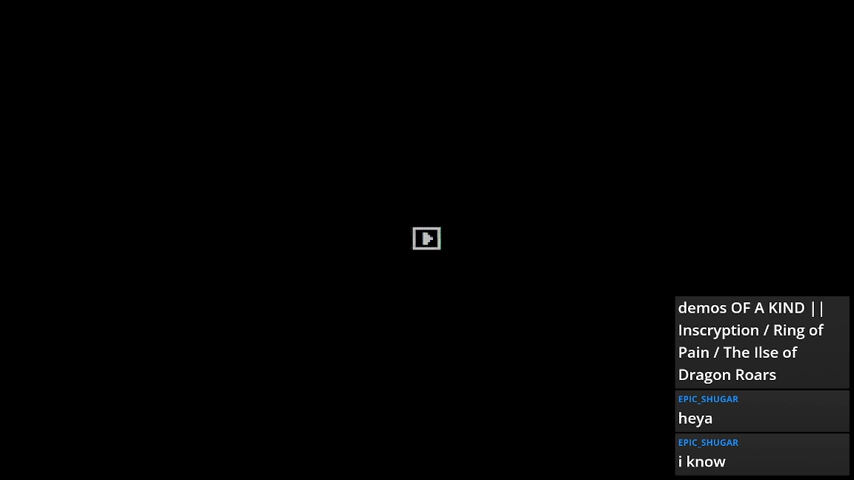 demos OF A KIND ||
Inscryption / Ring of
Pain / The Ilse of
Dragon Roars
EPIC_SHUGAR
heya
EPIC_SHUGAR
i know